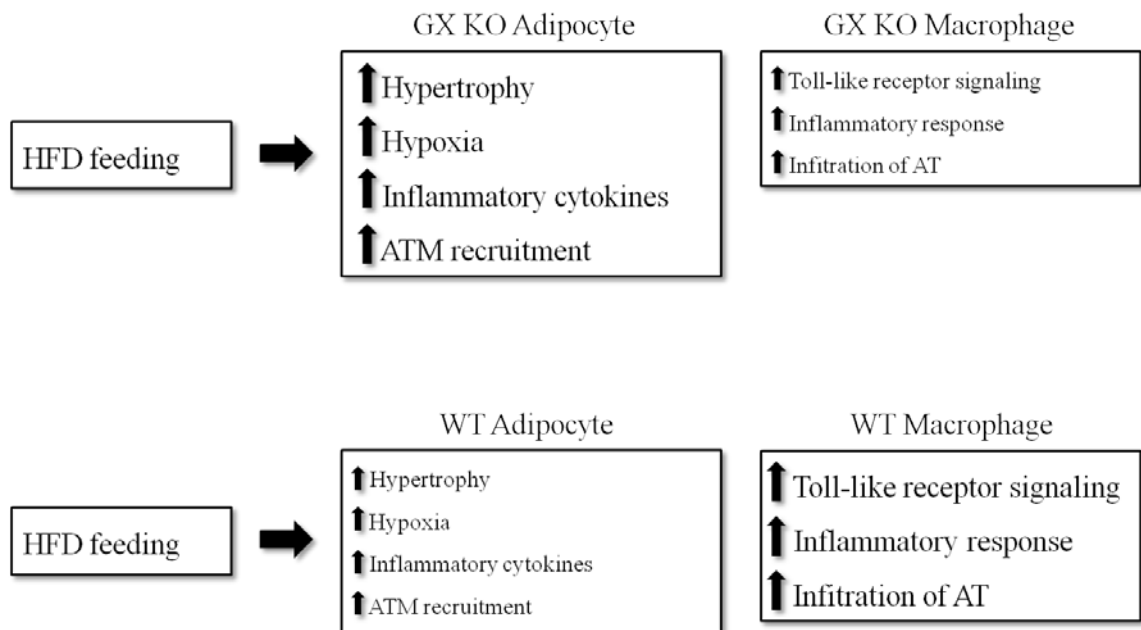 GX KO Adipocyte
GX KO Macrophage
HFD feeding
Hypertrophy
Hypoxia
Inflammatory cytokines
ATM recruitment
Toll-like receptor signaling
Inflammatory response
Infitration of AT
WT Adipocyte
WT Macrophage
HFD feeding
Hypertrophy
Hypoxia
Inflammatory cytokines
ATM recruitment
Toll-like receptor signaling
Inflammatory response
Infitration of AT